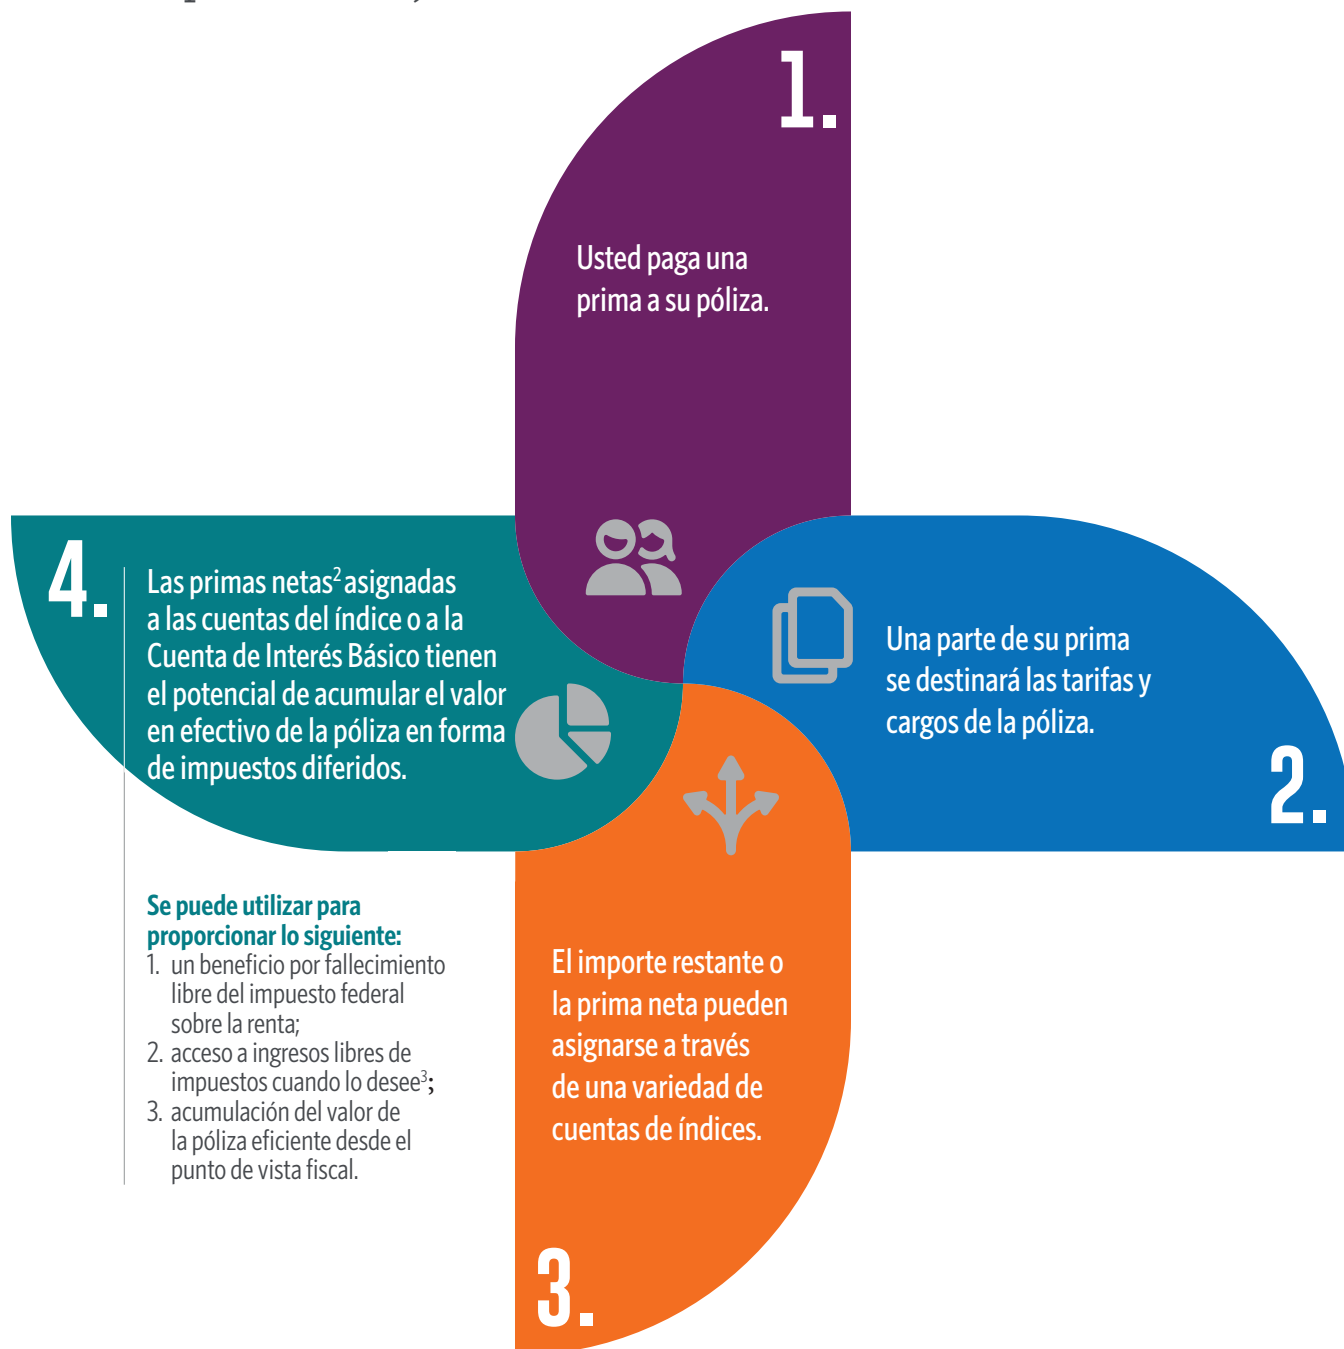 1.
Usted paga una
prima a su póliza.
Una parte de su prima
se destinará las tarifas y
cargos de la póliza.
2.
El importe restante o
la prima neta pueden
asignarse a través
de una variedad de
cuentas de índices.
3.
4.
Las primas netas² asignadas
a las cuentas del índice o a la
Cuenta de Interés Básico tienen
el potencial de acumular el valor
en efectivo de la póliza en forma
de impuestos diferidos.
Se puede utilizar para
proporcionar lo siguiente:
1. un beneficio por fallecimiento
libre del impuesto federal
sobre la renta;
2. acceso a ingresos libres de
impuestos cuando lo desee³;
3. acumulación del valor de
la póliza eficiente desde el
punto de vista fiscal.